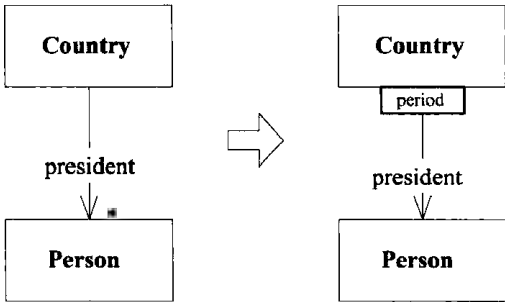 Country
president
Person
Country
period
president
Person